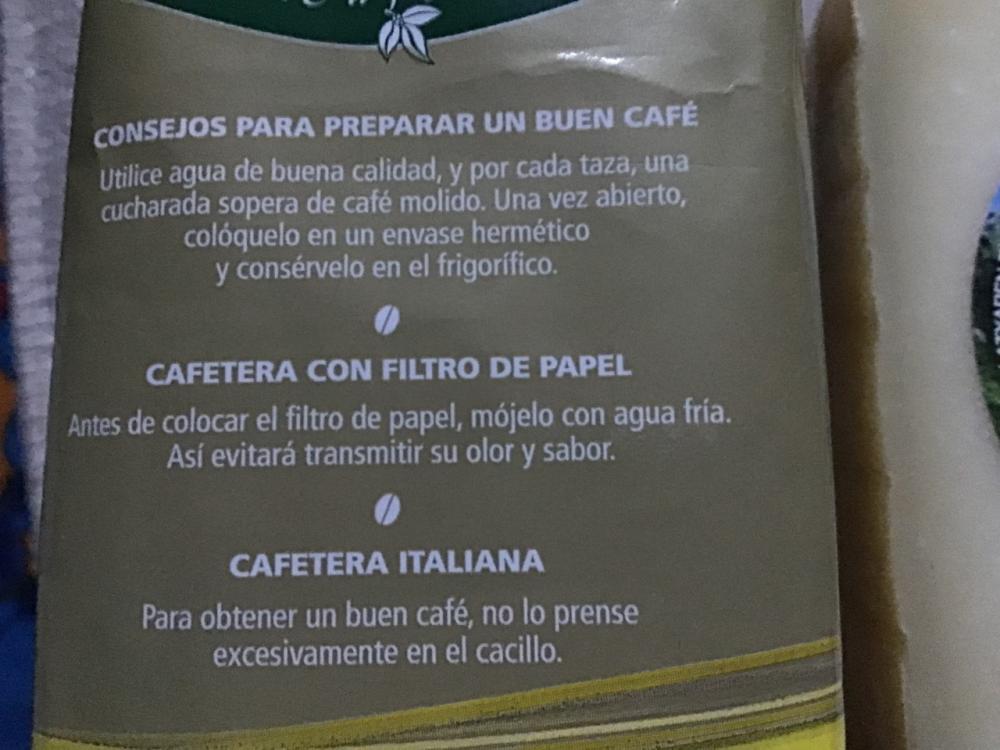 CONSEJOS PARA PREPARAR UN BUEN CAFÉ
Utilice agua de buena calidad, y por cada taza, una
cucharada sopera de café molido. Una vez abierto,
colóquelo en un envase hermético
y consérvelo en el frigorífico.
CAFETERA CON FILTRO DE PAPEL
Antes de colocar el filtro de papel, mójelo con agua fría.
Así evitará transmitir su olor y sabor.
CAFETERA ITALIANA
Para obtener un buen café, no lo prense
excesivamente en el cacillo.